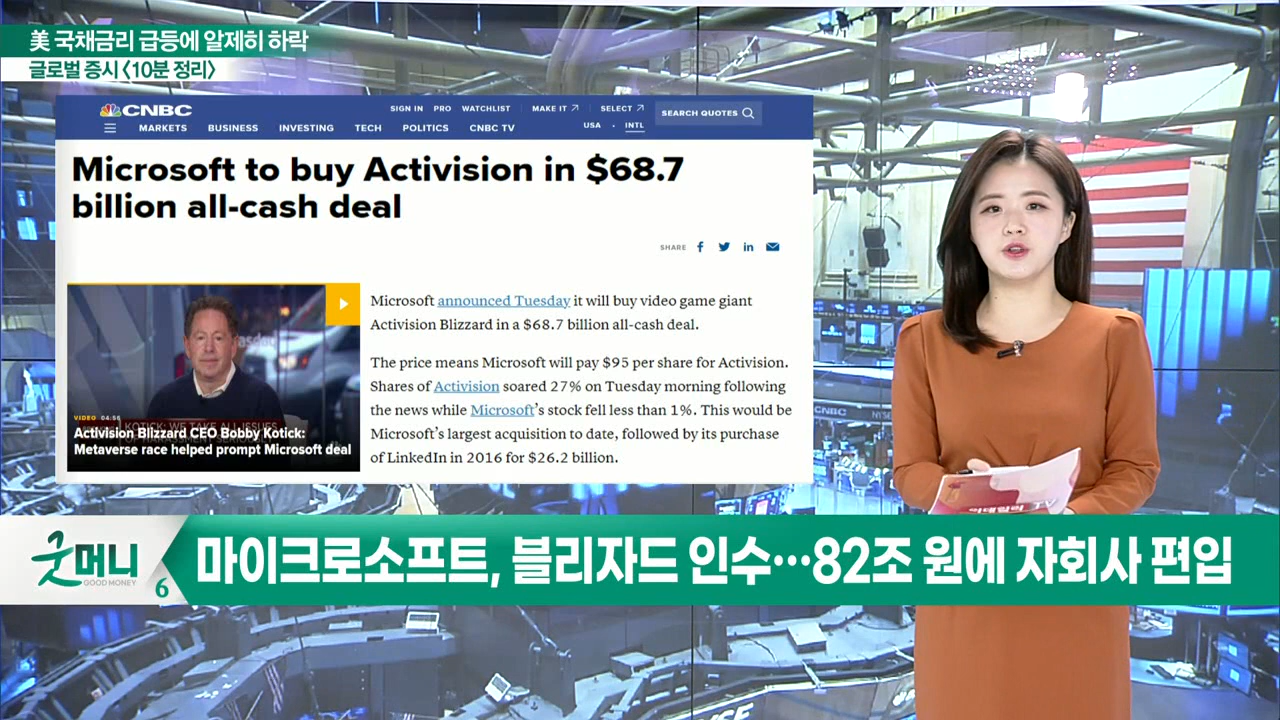 美 국채금리 급등에 알제히 하락
글로벌 증시 <10분 정리>
CNBC
SIGN IN PRO WATCHLIST MAKE IT SELECT
SEARCH QUOTES
USA · INTL
MARKETS BUSINESS INVESTING TECH POLITICS CNBC TV
Microsoft to buy Activision in $68.7
billion all-cash deal
SHARE
Microsoft announced Tuesday it will buy video game giant
Activision Blizzard in a $68.7 billion all-cash deal.
The price means Microsoft will pay $95 per share for Activision.
Shares of Activision soared 27% on Tuesday morning following
the news while Microsoft's stock fell less than 1%. This would be
Microsoft's largest acquisition to date, followed by its purchase
of LinkedIn in 2016 for $26.2 billion.
VIDEO 04:56
KOTICK: WE TAKE ALL ISSUES
Activision Blizzard CEO Bobby Kotick:
Metaverse race helped prompt Microsoft deal
굿머니
GOOD MONEY
6
마이크로소프트, 블리자드 인수…82조 원에 자회사 편입